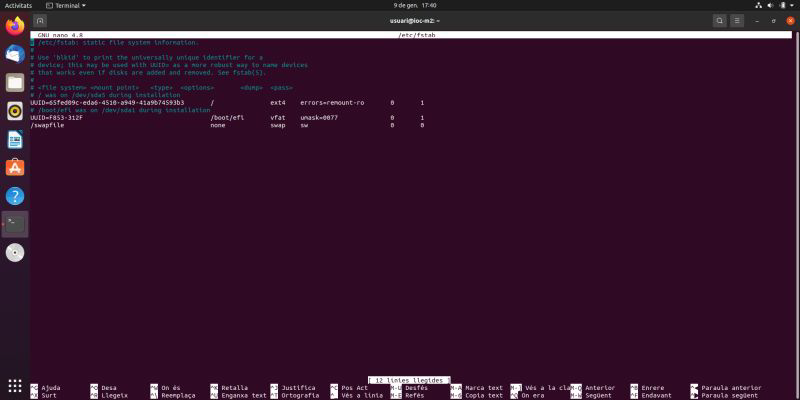 Activitats Terminal 9 de gen. 17:40
usuari@ioc-m2: ~
GNU nano 4.8 /etc/fstab
# /etc/fstab: static file system information.
#
# Use 'blkid' to print the universally unique identifier for a
# device; this may be used with UUID= as a more robust way to name devices
# that works even if disks are added and removed. See fstab(5).
#
# <file system> <mount point> <type> <options> <dump> <pass>
# / was on /dev/sda5 during installation
UUID=65fed09c-eda6-4510-a949-41a9b74593b3 / ext4 errors=remount-ro 0 1
# /boot/efi was on /dev/sda1 during installation
UUID=F853-312F /boot/efi vfat umask=0077 0 1
/swapfile none swap sw 0 0
[ 12 línies llegides ]
^G Ajuda ^O Desa ^W On és ^K Retalla ^J Justifica ^C Pos Act M-U Desfés M-A Marca text M-] Vés a la cla M-Q Anterior ^B Enrere Paraula anterior
^X Surt ^R Llegeix ^\ Reemplaça ^U Enganxa text ^T Ortografia ^_ Vés a línia M-E Refés M-6 Copia text ^Q On era M-W Següent ^F Endavant Paraula següent